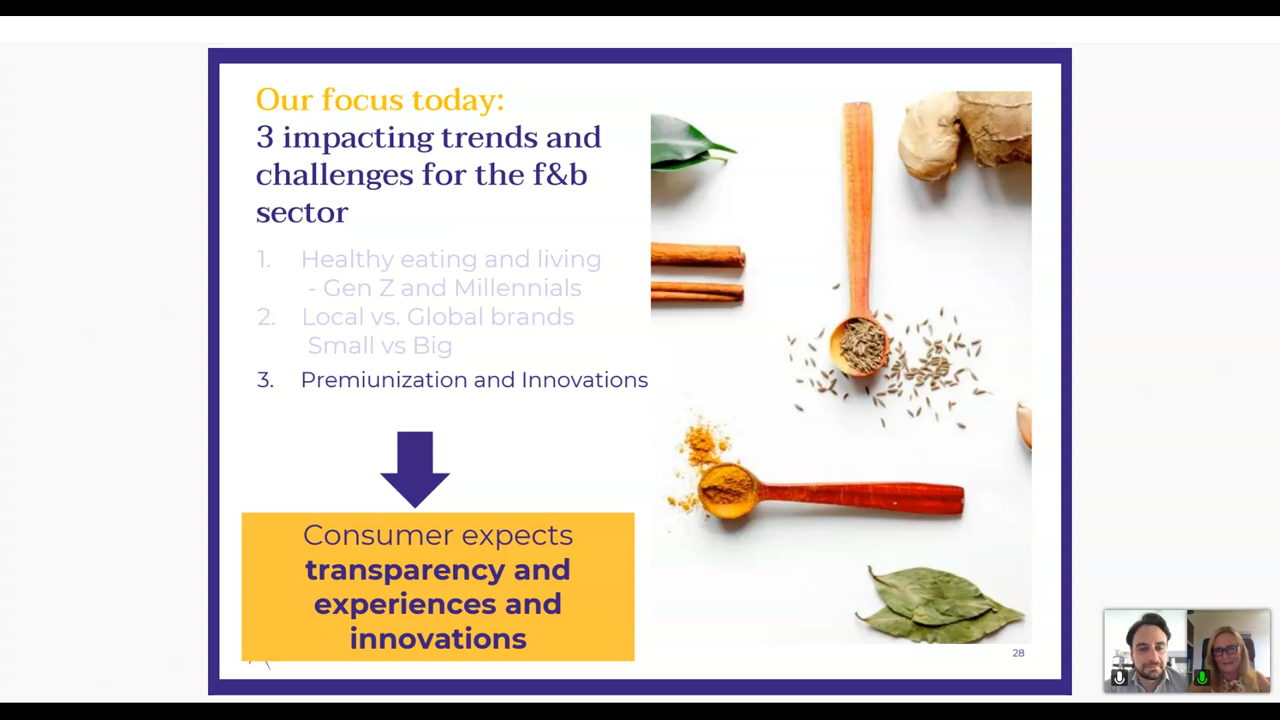 Our focus today:
3 impacting trends and
challenges for the f&b
sector
1. Healthy eating and living
- Gen Z and Millennials
2. Local vs. Global brands
Small vs Big
3. Premiunization and Innovations
Consumer expects
transparency and
experiences and
innovations
28